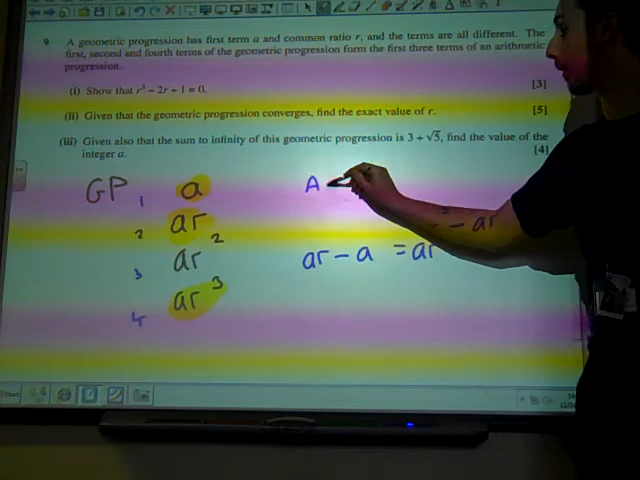 9 A geometric progression has first term a and common ratio r, and the terms are all different. The
first, second and fourth terms of the geometric progression form the first three terms of an arithmetic
progression.
(i) Show that r³ − 2r + 1 = 0. [3]
(ii) Given that the geometric progression converges, find the exact value of r. [5]
(iii) Given also that the sum to infinity of this geometric progression is 3 + √5, find the value of the
integer a. [4]
GP 1 a A
2 ar ³ − ar
3 ar² ar − a = ar
4 ar³